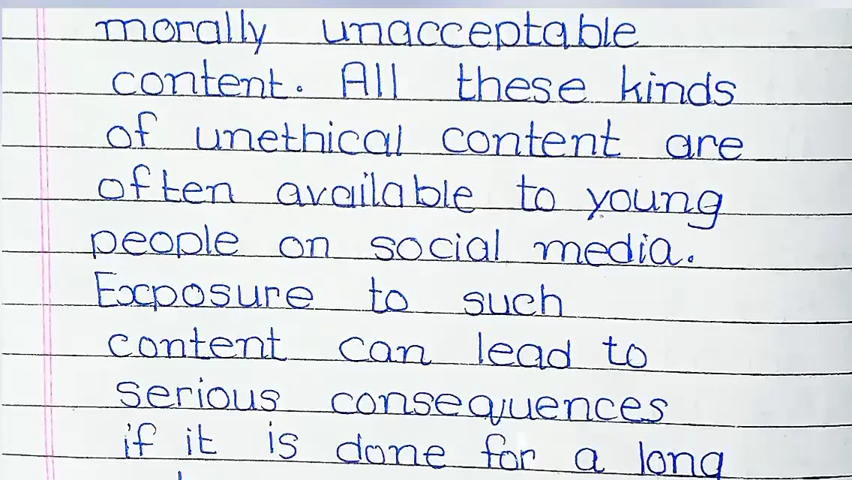 morally unacceptable
content. All these kinds
of unethical content are
often available to young
people on social media.
Exposure to such
content can lead to
serious consequences
if it is done for a long